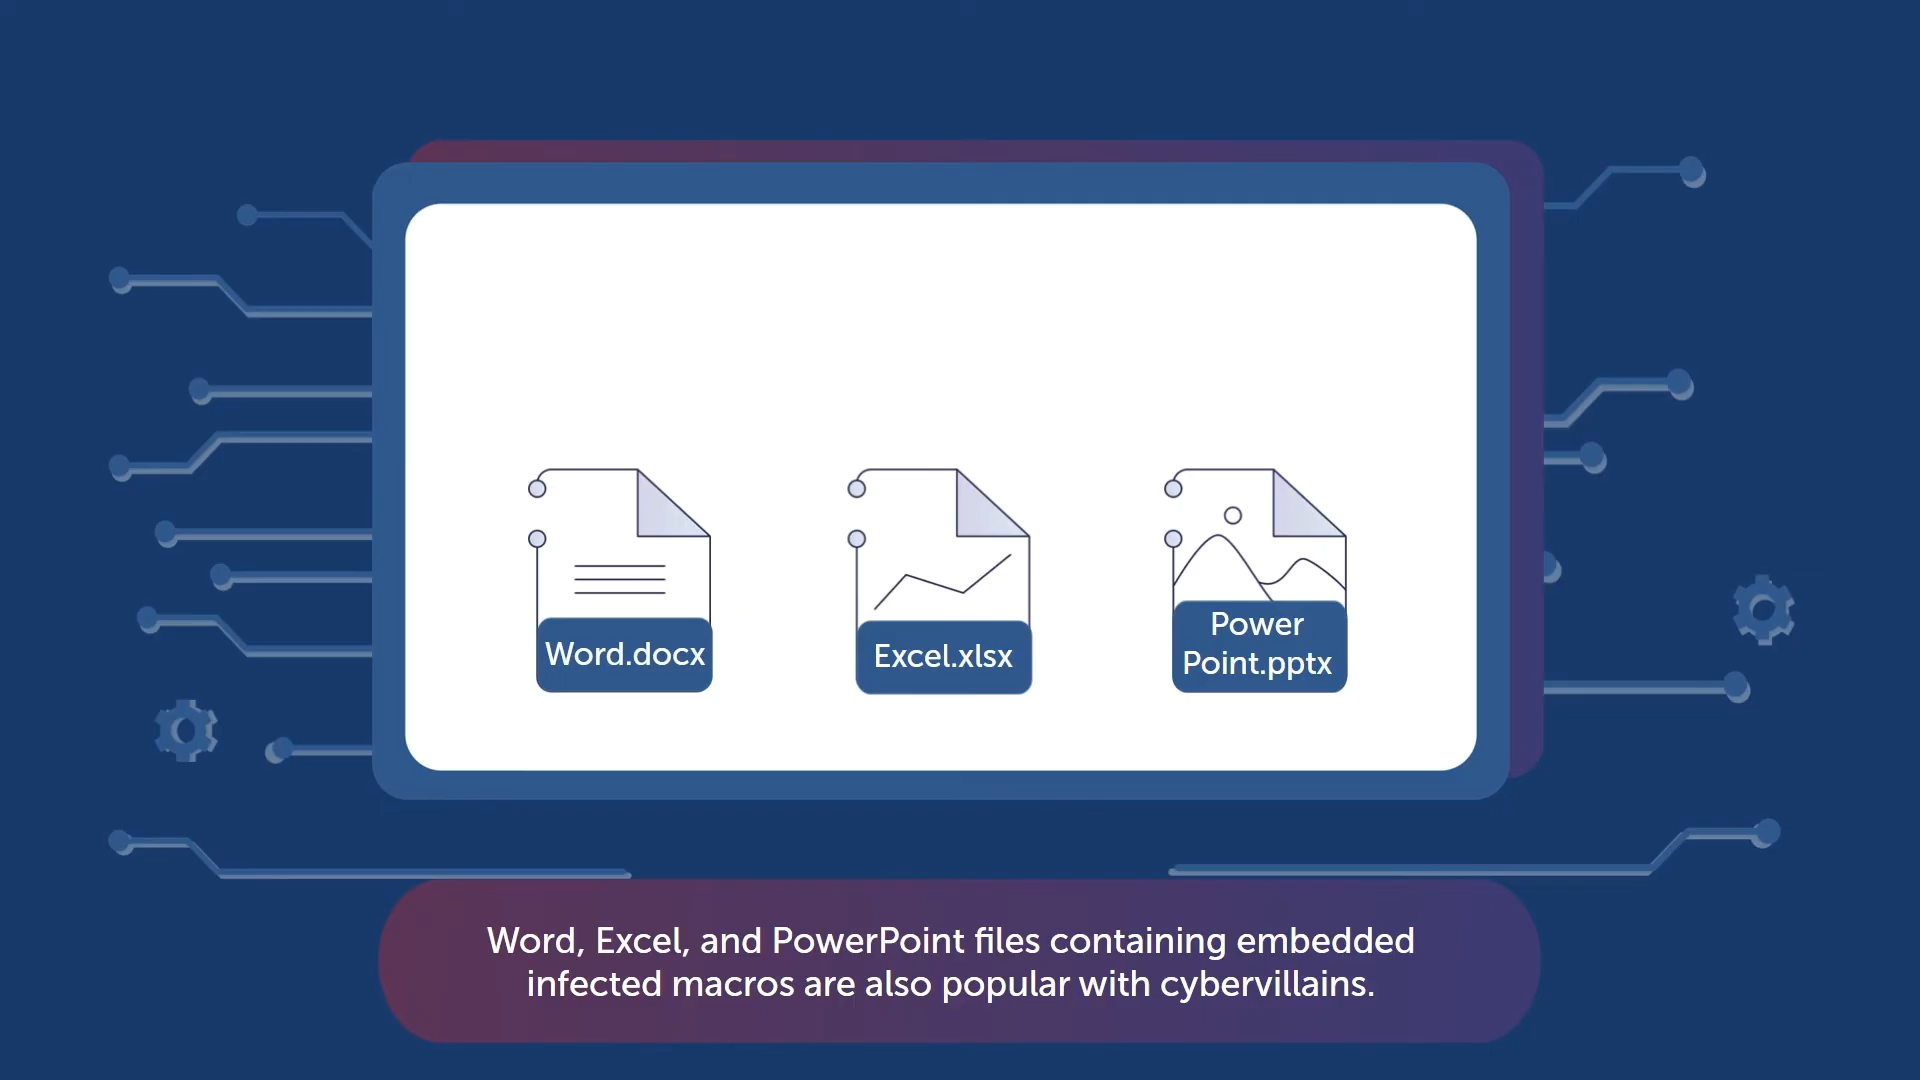 Word.docx
Excel.xlsx
Power
Point.pptx
Word, Excel, and PowerPoint files containing embedded
infected macros are also popular with cybervillains.